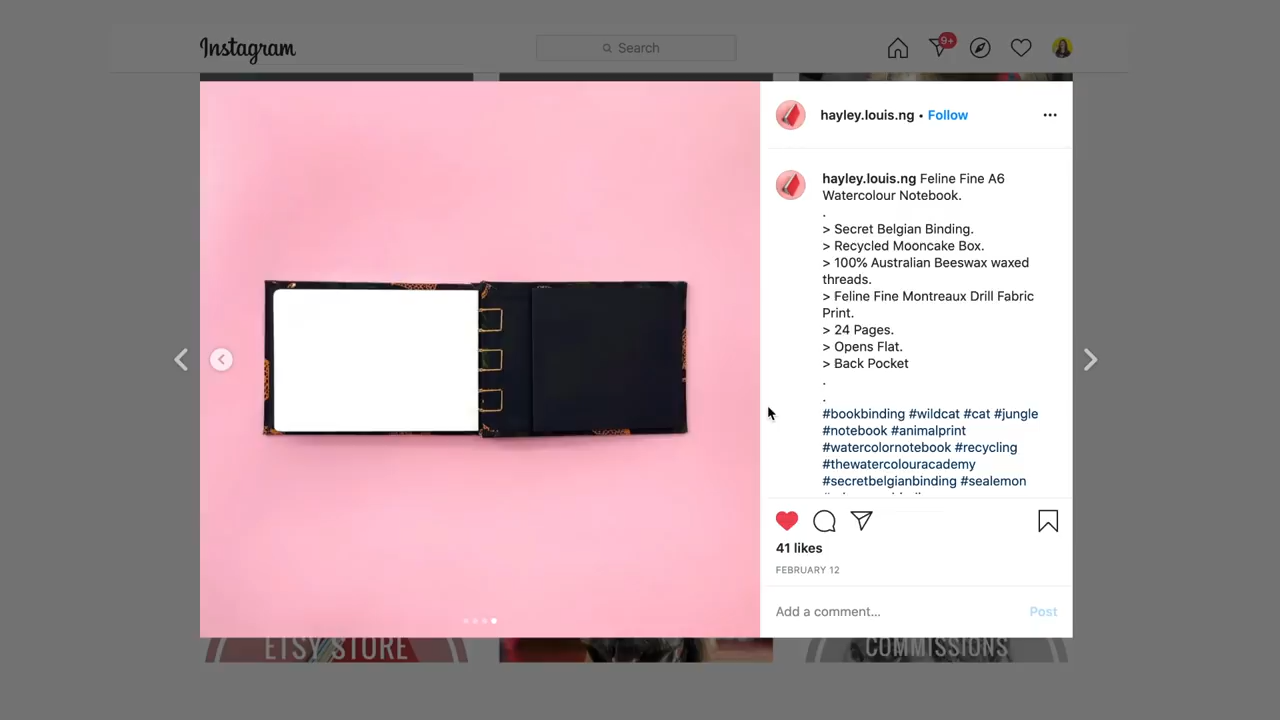 Instagram
Search
9+
hayley.louis.ng • Follow
hayley.louis.ng Feline Fine A6
Watercolour Notebook.
.
> Secret Belgian Binding.
> Recycled Mooncake Box.
> 100% Australian Beeswax waxed
threads.
> Feline Fine Montreaux Drill Fabric
Print.
> 24 Pages.
> Opens Flat.
> Back Pocket
.
.
#bookbinding #wildcat #cat #jungle
#notebook #animalprint
#watercolornotebook #recycling
#thewatercolouracademy
#secretbelgianbinding #sealemon
41 likes
FEBRUARY 12
Add a comment... Post
ETSY STORE
COMMISSIONS